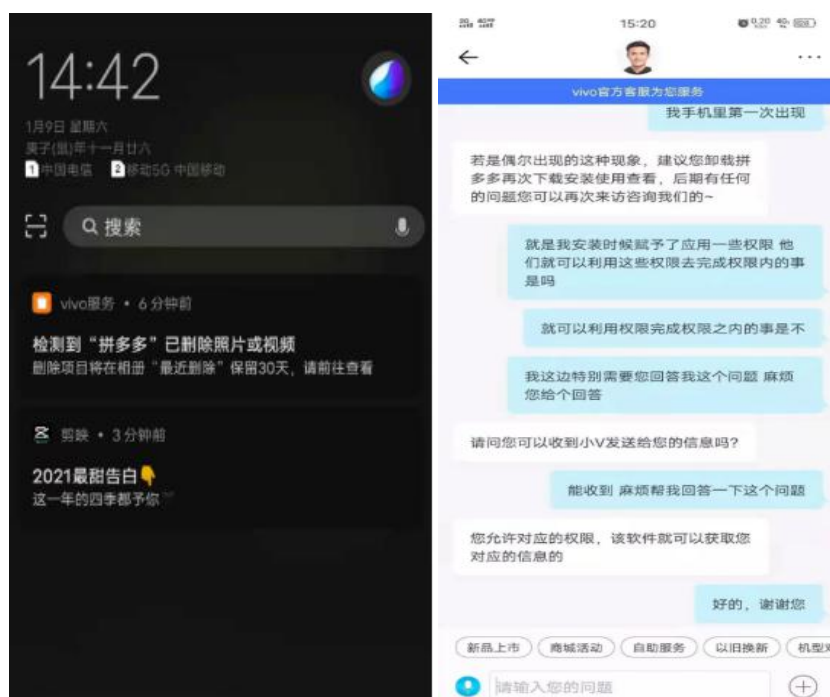 14:42
1月9日 星期六
庚子(鼠)年十一月廿六
1 中国电信 2 移动5G 中国移动
搜索
vivo服务 • 6分钟前
检测到“拼多多”已删除照片或视频
删除项目将在相册“最近删除”保留30天，请前往查看
剪映 • 3分钟前
2021最甜告白👇
这一年的四季都予你
15:20
vivo官方客服为您服务
我手机里第一次出现
若是偶尔出现的这种现象，建议您卸载拼
多多再次下载安装使用查看，后期有任何
的问题您可以再次来访咨询我们的~
就是我安装时候赋予了应用一些权限 他
们就可以利用这些权限去完成权限内的事
是吗
就可以利用权限完成权限之内的事是不
我这边特别需要您回答我这个问题 麻烦
您给个回答
请问您可以收到小V发送给您的信息吗？
能收到 麻烦帮我回答一下这个问题
您允许对应的权限，该软件就可以获取您
对应的信息的
好的，谢谢您
新品上市
商城活动
自助服务
以旧换新
机型
请输入您的问题